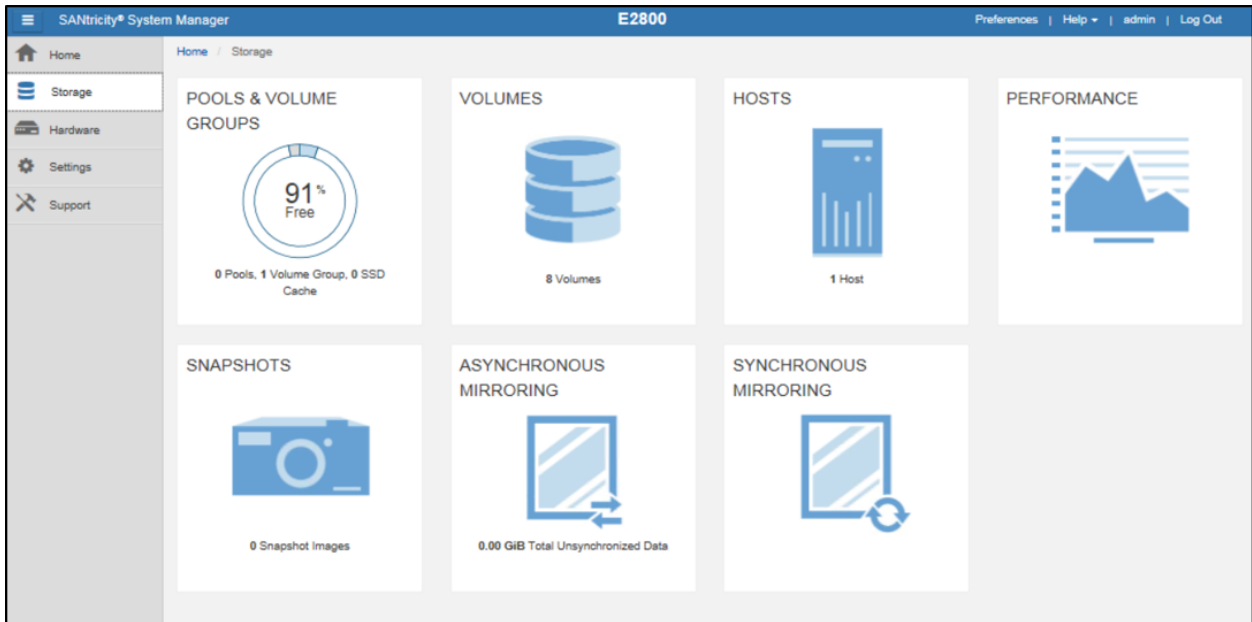 SANtricity® System Manager
E2800
Preferences | Help | admin | Log Out
Home
Storage
Hardware
Settings
Support
Home / Storage
POOLS & VOLUME
GROUPS
91%
Free
0 Pools, 1 Volume Group, 0 SSD
Cache
VOLUMES
8 Volumes
HOSTS
1 Host
PERFORMANCE
SNAPSHOTS
0 Snapshot Images
ASYNCHRONOUS
MIRRORING
0.00 GiB Total Unsynchronized Data
SYNCHRONOUS
MIRRORING